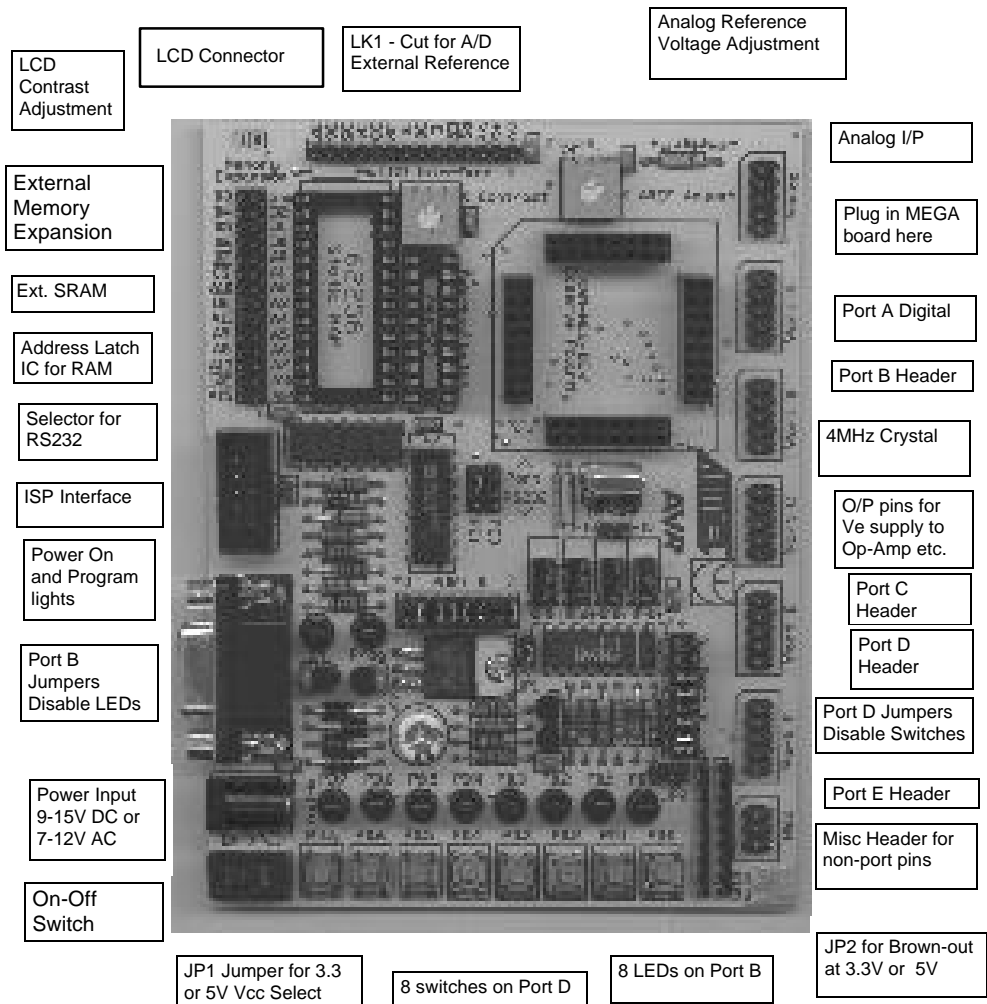 Analog Reference
Voltage Adjustment
LK1 - Cut for A/D
External Reference
LCD Connector
LCD
Contrast
Adjustment
External
Memory
Expansion
Ext. SRAM
Address Latch
IC for RAM
Selector for
RS232
ISP Interface
Power On
and Program
lights
Port B
Jumpers
Disable LEDs
Power Input
9-15V DC or
7-12V AC
On-Off
Switch
Analog I/P
Plug in MEGA
board here
Port A Digital
Port B Header
4MHz Crystal
O/P pins for
Ve supply to
Op-Amp etc.
Port C
Header
Port D
Header
Port D Jumpers
Disable Switches
Port E Header
Misc Header for
non-port pins
JP2 for Brown-out
at 3.3V or 5V
JP1 Jumper for 3.3
or 5V Vcc Select
8 switches on Port D
8 LEDs on Port B
Memory
Contrast
62256
AWP
CE